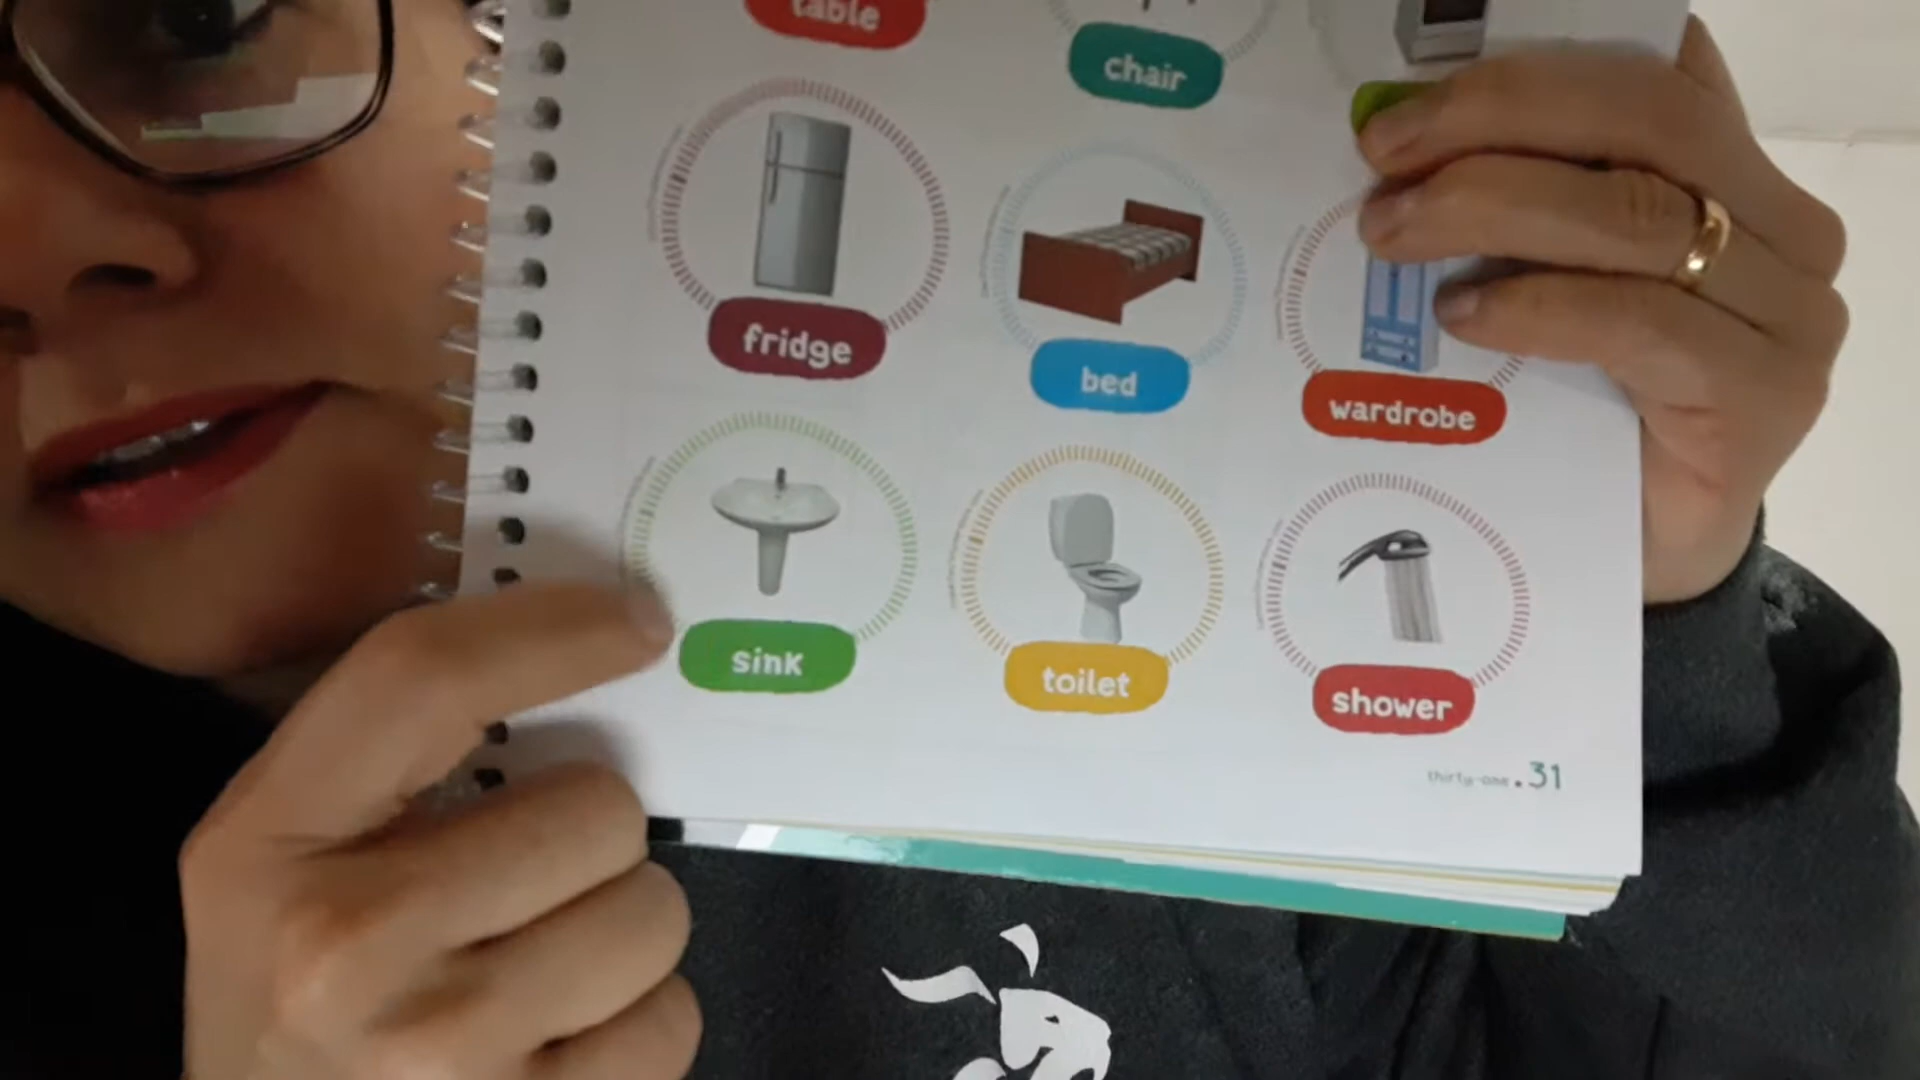 table
chair
fridge
bed
wardrobe
sink
toilet
shower
thirty-one.31